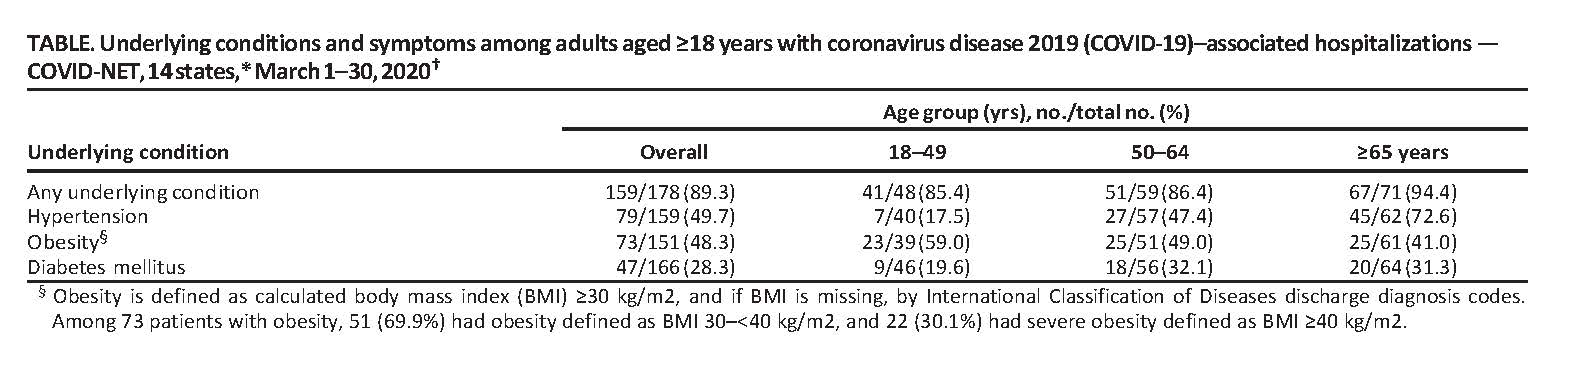 TABLE. Underlying conditions and symptoms among adults aged ≥18 years with coronavirus disease 2019 (COVID-19)–associated hospitalizations —
COVID-NET, 14 states,* March 1–30, 2020†
Age group (yrs), no./total no. (%)
Underlying condition Overall 18–49 50–64 ≥65 years
Any underlying condition 159/178 (89.3) 41/48 (85.4) 51/59 (86.4) 67/71 (94.4)
Hypertension 79/159 (49.7) 7/40 (17.5) 27/57 (47.4) 45/62 (72.6)
Obesity§ 73/151 (48.3) 23/39 (59.0) 25/51 (49.0) 25/61 (41.0)
Diabetes mellitus 47/166 (28.3) 9/46 (19.6) 18/56 (32.1) 20/64 (31.3)
§ Obesity is defined as calculated body mass index (BMI) ≥30 kg/m2, and if BMI is missing, by International Classification of Diseases discharge diagnosis codes.
Among 73 patients with obesity, 51 (69.9%) had obesity defined as BMI 30–<40 kg/m2, and 22 (30.1%) had severe obesity defined as BMI ≥40 kg/m2.